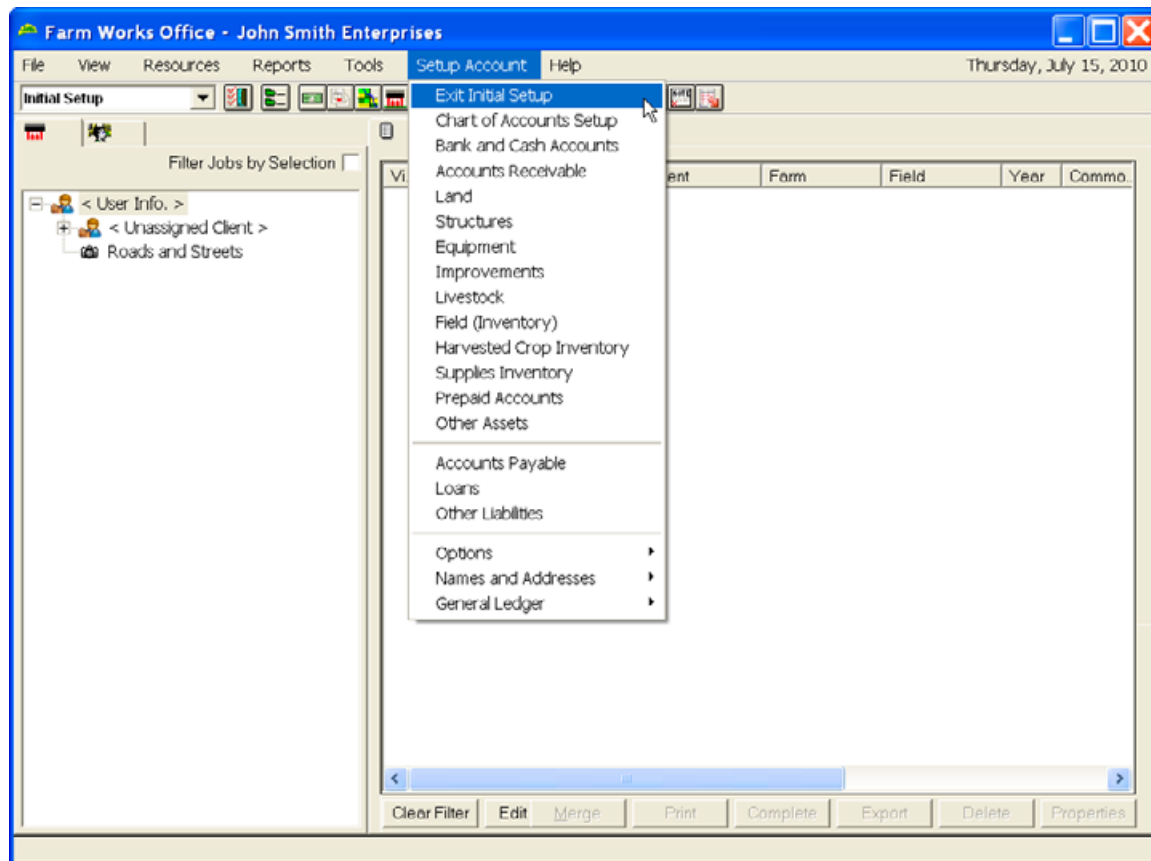 Farm Works Office - John Smith Enterprises
File View Resources Reports Tools Setup Account Help Thursday, July 15, 2010
Initial Setup
Exit Initial Setup
Chart of Accounts Setup
Bank and Cash Accounts
Accounts Receivable
Land
Structures
Equipment
Improvements
Livestock
Field (Inventory)
Harvested Crop Inventory
Supplies Inventory
Prepaid Accounts
Other Assets
Accounts Payable
Loans
Other Liabilities
Options
Names and Addresses
General Ledger
Filter Jobs by Selection
< User Info. >
< Unassigned Client >
Roads and Streets
Vi. ent Farm Field Year Commo..
Clear Filter Edit Merge Print Complete Export Delete Properties